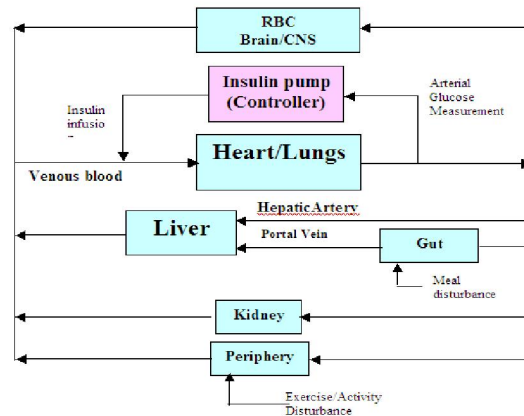 RBC
Brain/CNS
Insulin pump
(Controller)
Arterial
Glucose
Measurement
Insulin
infusio
Heart/Lungs
Venous blood
HepaticArtery
Liver
Portal Vein
Gut
Meal
disturbance
Kidney
Periphery
Exercise/Activity
Disturbance